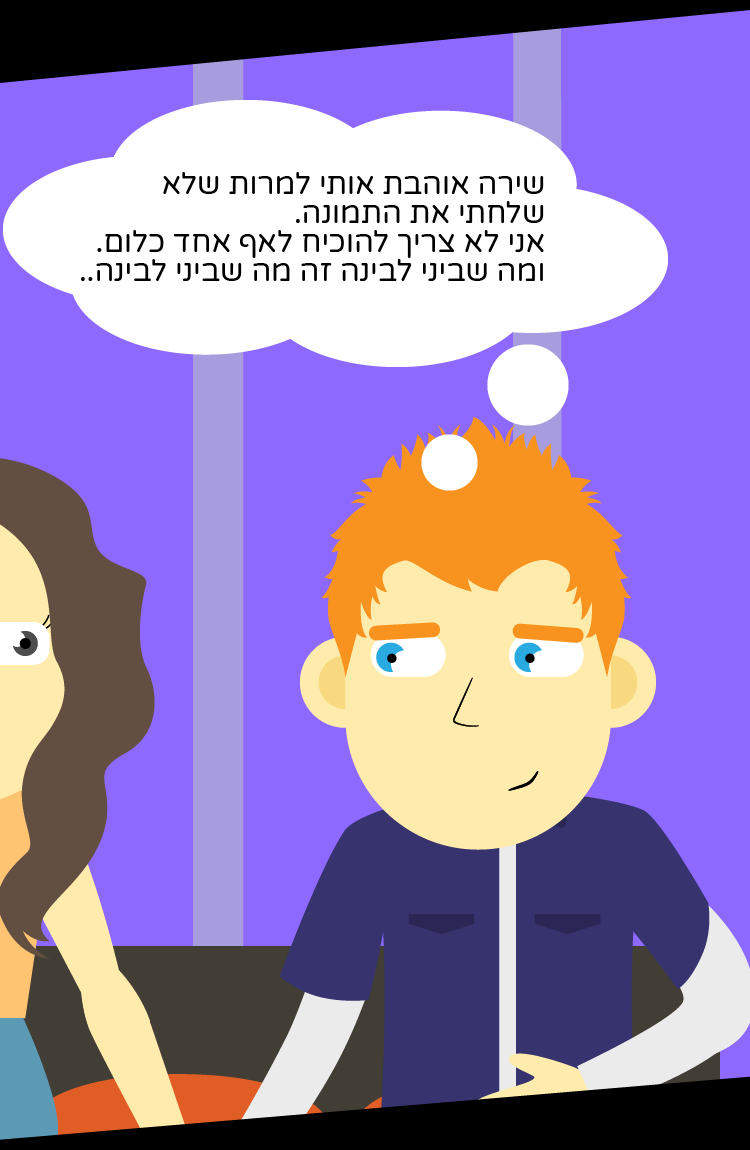 שירה אוהבת אותי למרות שלא
שלחתי את התמונה.
אני לא צריך להוכיח לאף אחד כלום.
ומה שביני לבינה זה מה שביני לבינה..